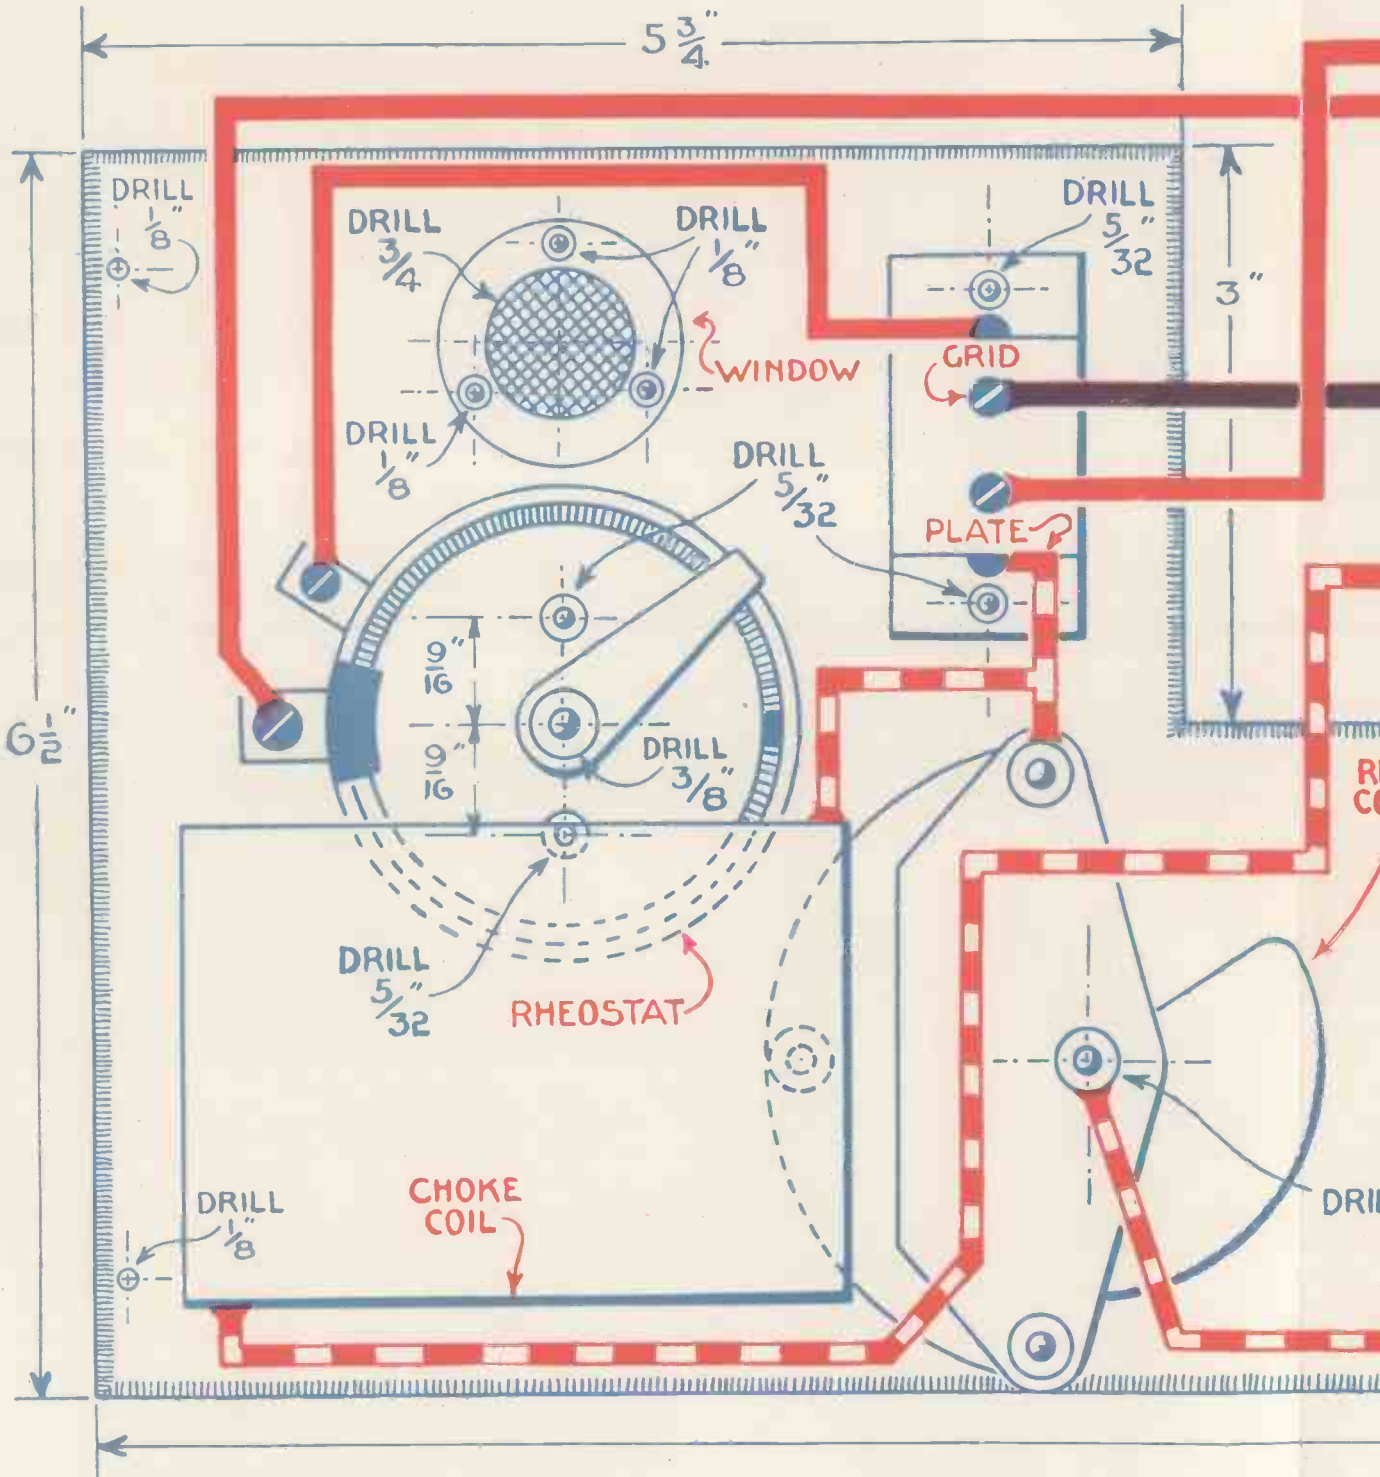 5 3/4"
DRILL
1/8"
DRILL
3/4
DRILL
1/8"
DRILL
5/32"
3"
WINDOW
GRID
DRILL
1/8"
DRILL
5/32"
PLATE
9/16"
6 1/2"
9/16"
DRILL
3/8"
DRILL
5/32"
RHEOSTAT
CHOKE
COIL
DRILL
1/8"